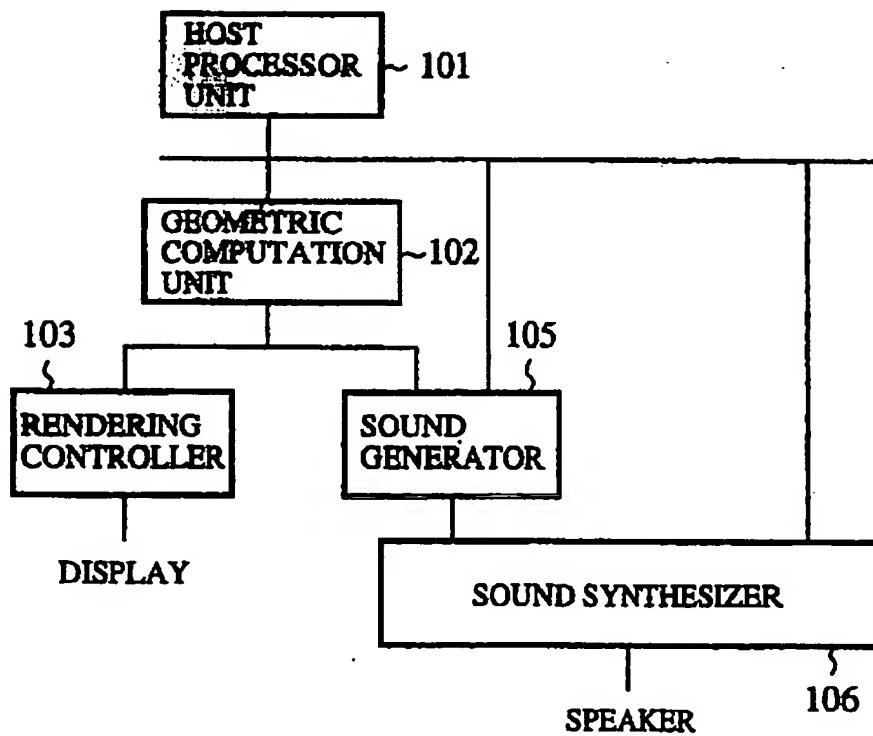 HOST
PROCESSOR
UNIT
101
GEOMETRIC
COMPUTATION
UNIT
102
103
105
RENDERING
CONTROLLER
SOUND
GENERATOR
DISPLAY
SOUND SYNTHESIZER
106
SPEAKER